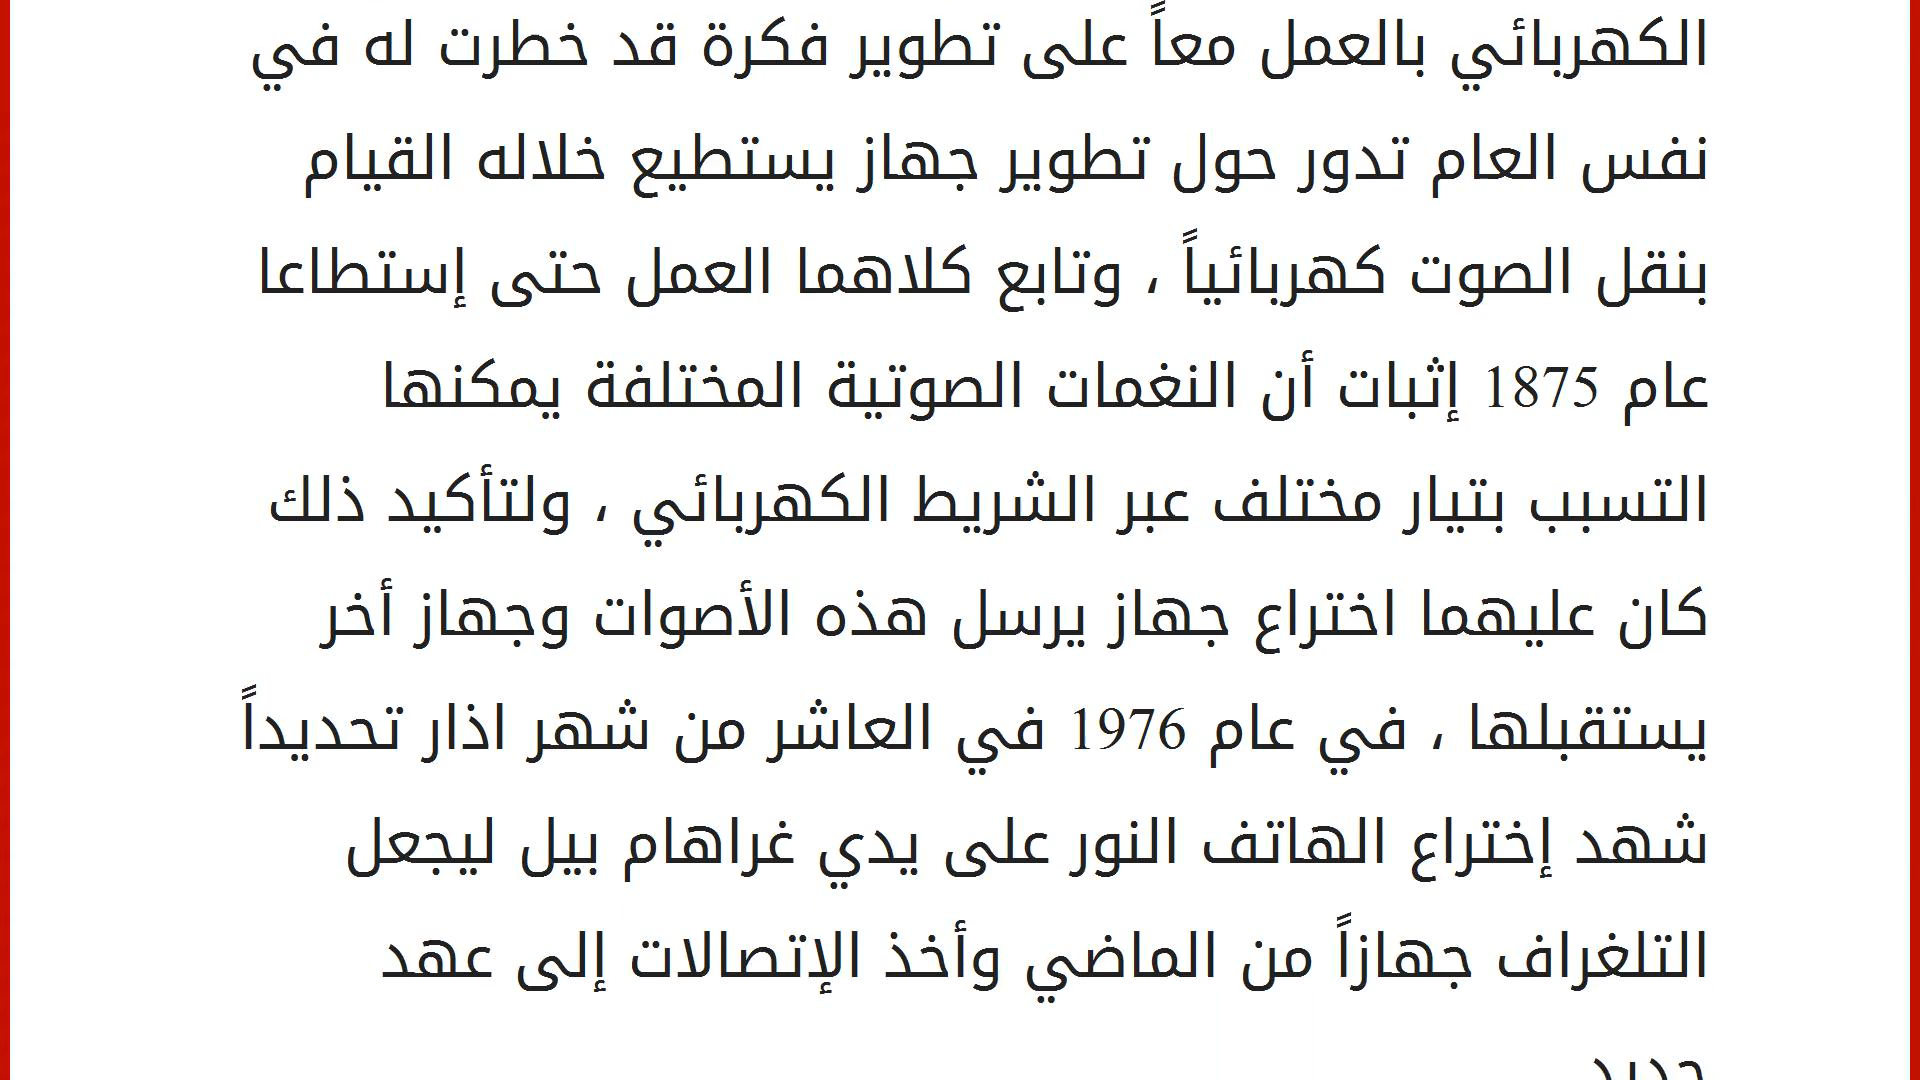 الكهربائي بالعمل معاً على تطوير فكرة قد خطرت له في
نفس العام تدور حول تطوير جهاز يستطيع خلاله القيام
بنقل الصوت كهربائياً ، وتابع كلاهما العمل حتى إستطاعا
عام 1875 إثبات أن النغمات الصوتية المختلفة يمكنها
التسبب بتيار مختلف عبر الشريط الكهربائي ، ولتأكيد ذلك
كان عليهما اختراع جهاز يرسل هذه الأصوات وجهاز أخر
يستقبلها ، في عام 1976 في العاشر من شهر اذار تحديداً
شهد إختراع الهاتف النور على يدي غراهام بيل ليجعل
التلغراف جهازاً من الماضي وأخذ الإتصالات إلى عهد
جديد